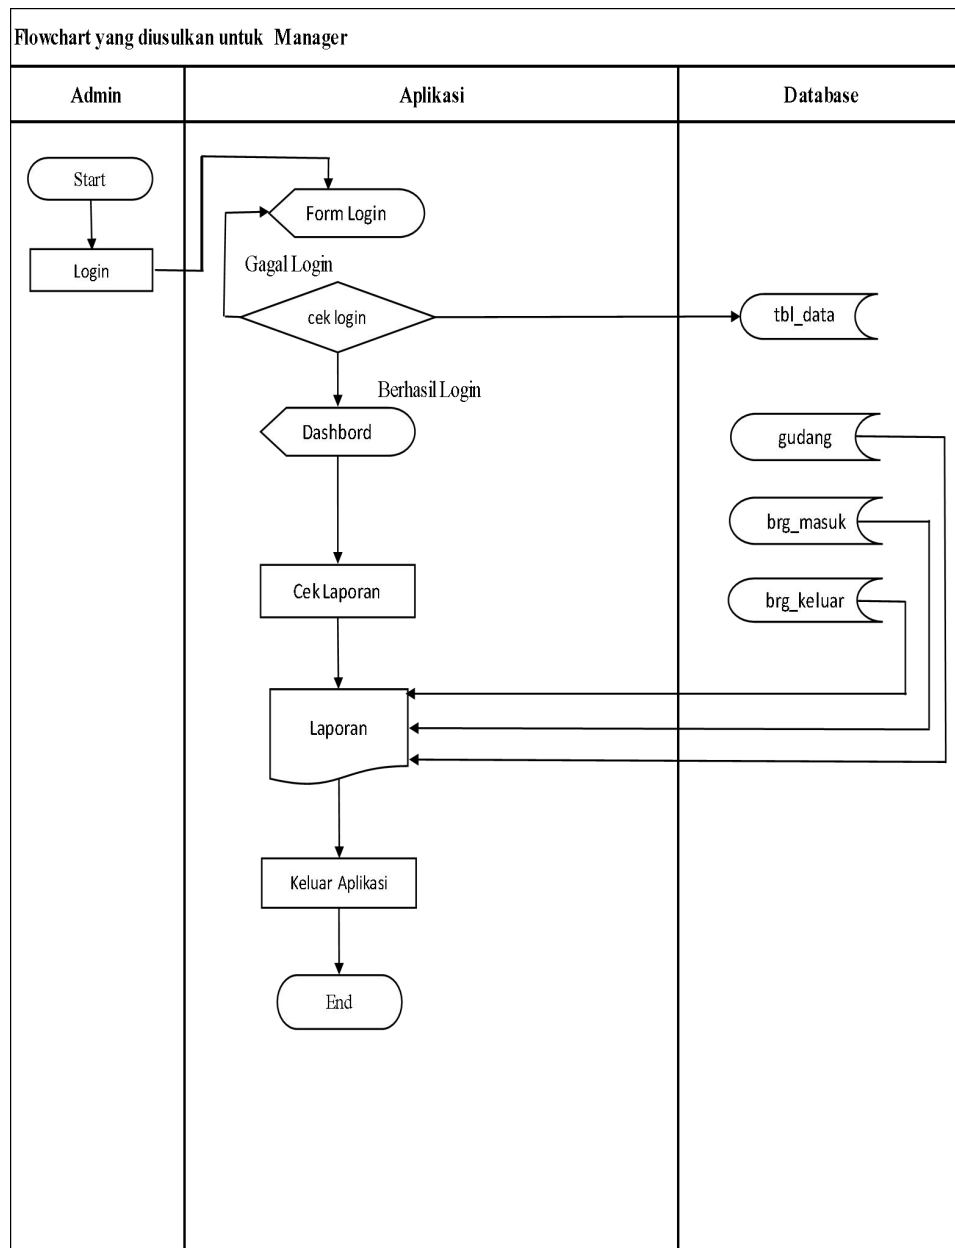 Flowchart yang diusulkan untuk Manager
Admin
Aplikasi
Database
Start
Login
Form Login
Gagal Login
cek login
Berhasil Login
Dashbord
Cek Laporan
Laporan
Keluar Aplikasi
End
tbl_data
gudang
brg_masuk
brg_keluar